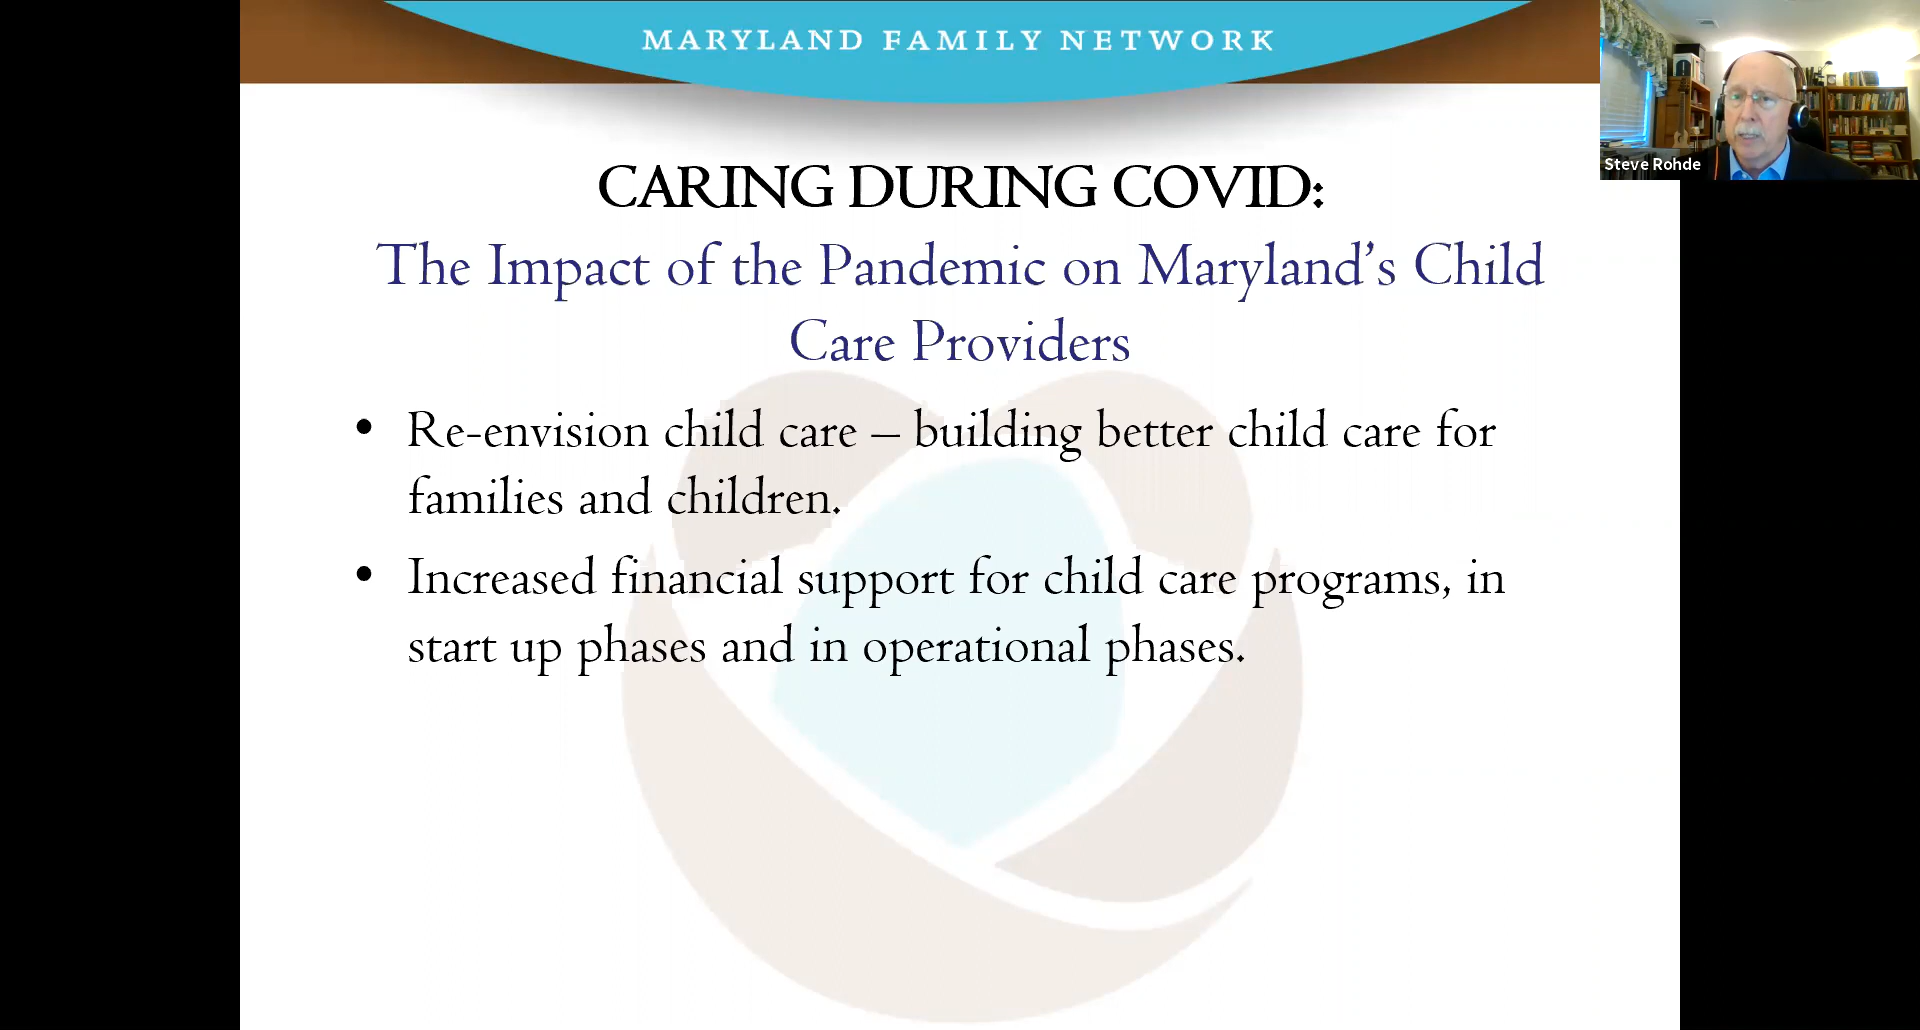 MARYLAND FAMILY NETWORK
Steve Rohde
CARING DURING COVID:
The Impact of the Pandemic on Maryland's Child
Care Providers
• Re-envision child care – building better child care for
families and children.
• Increased financial support for child care programs, in
start up phases and in operational phases.